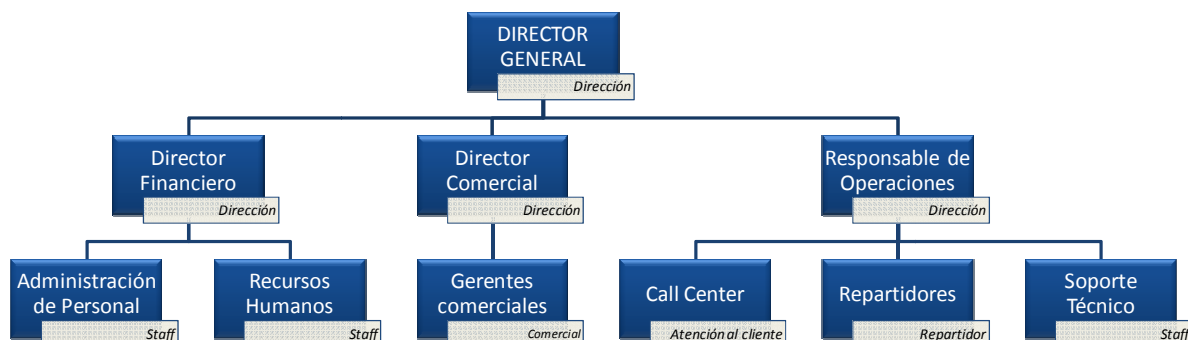 DIRECTOR
GENERAL
Dirección
Director
Financiero
Dirección
Director
Comercial
Dirección
Responsable de
Operaciones
Dirección
Administración
de Personal
Staff
Recursos
Humanos
Staff
Gerentes
comerciales
Comercial
Call Center
Atención al cliente
Repartidores
Repartidor
Soporte
Técnico
Staff